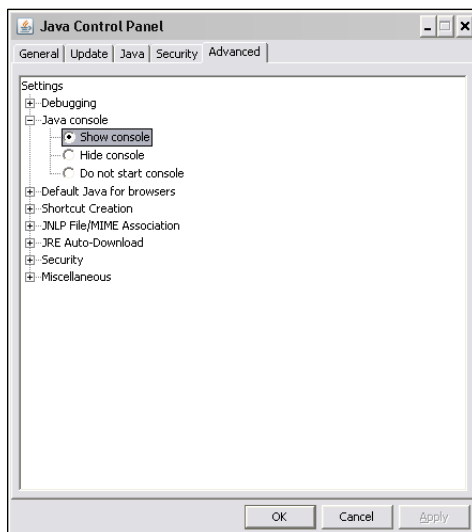 Java Control Panel
General Update Java Security Advanced
Settings
Debugging
Java console
Show console
Hide console
Do not start console
Default Java for browsers
Shortcut Creation
JNLP File/MIME Association
JRE Auto-Download
Security
Miscellaneous
OK Cancel Apply